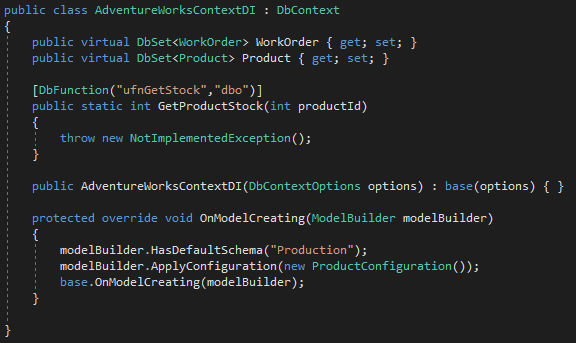 public class AdventureWorksContextDI : DbContext
{
    public virtual DbSet<WorkOrder> WorkOrder { get; set; }
    public virtual DbSet<Product> Product { get; set; }

    [DbFunction("ufnGetStock","dbo")]
    public static int GetProductStock(int productId)
    {
        throw new NotImplementedException();
    }

    public AdventureWorksContextDI(DbContextOptions options) : base(options) { }

    protected override void OnModelCreating(ModelBuilder modelBuilder)
    {
        modelBuilder.HasDefaultSchema("Production");
        modelBuilder.ApplyConfiguration(new ProductConfiguration());
        base.OnModelCreating(modelBuilder);
    }

}